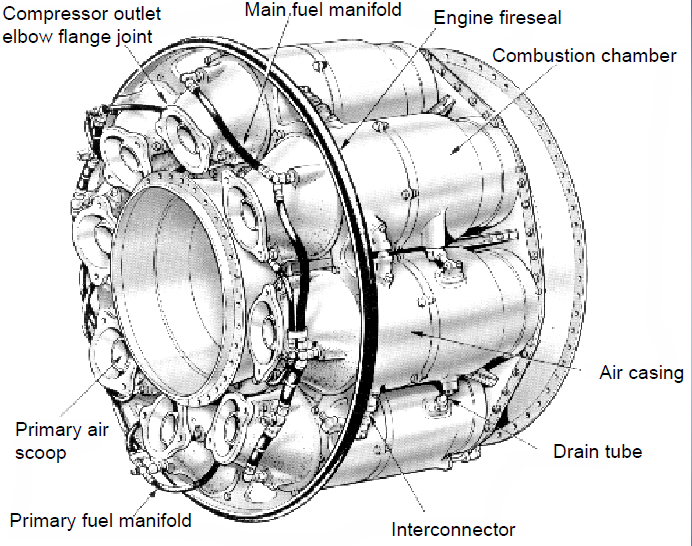 Compressor outlet
elbow flange joint
Main fuel manifold
Engine fireseal
Combustion chamber
Air casing
Primary air
scoop
Drain tube
Primary fuel manifold
Interconnector